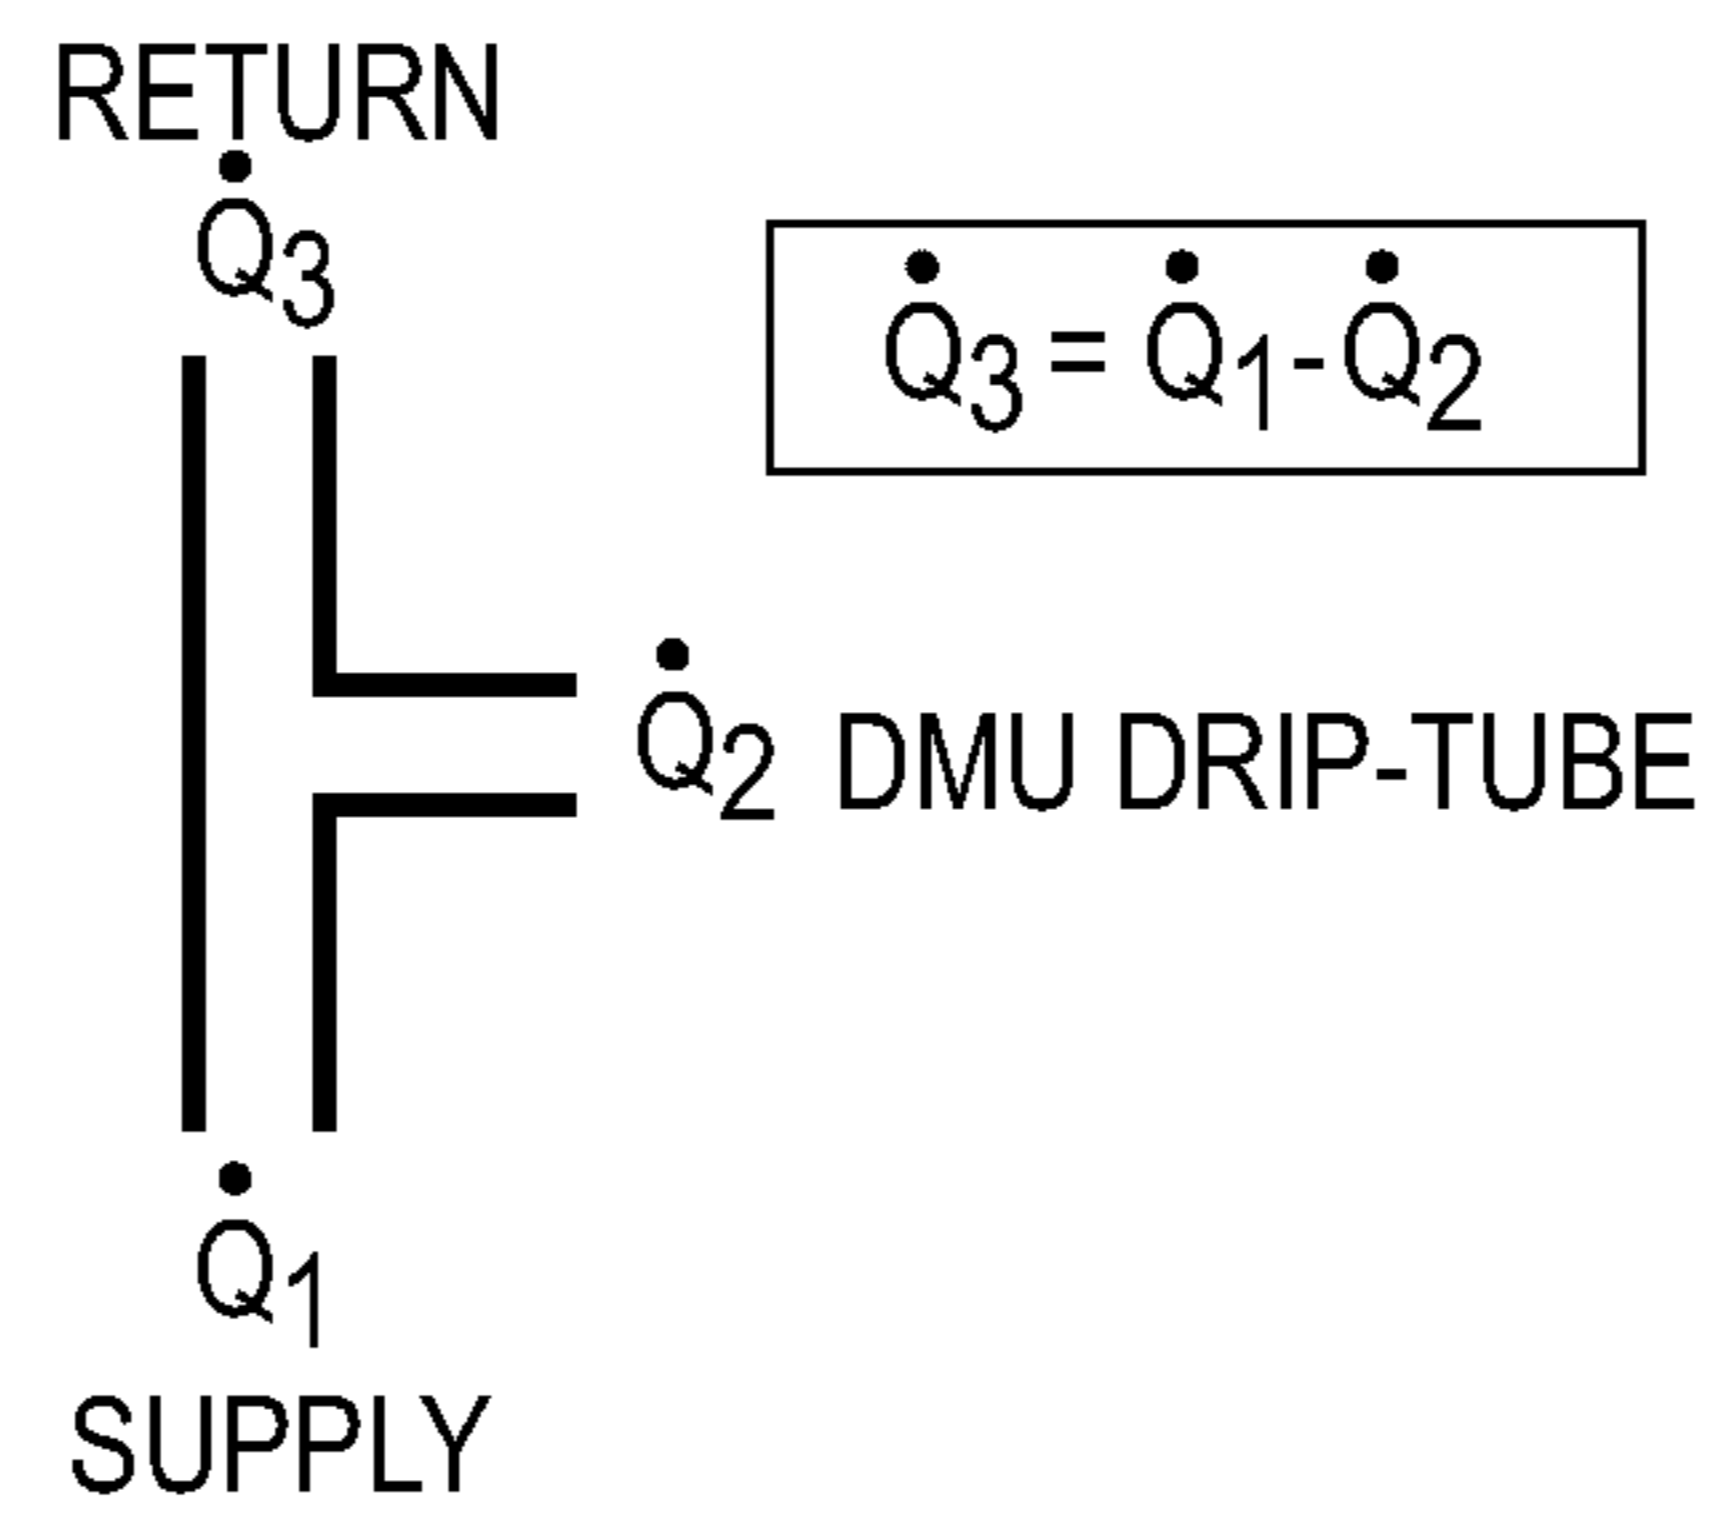 RETURN
Q̇3
Q̇3 = Q̇1 - Q̇2
Q̇2 DMU DRIP-TUBE
Q̇1
SUPPLY